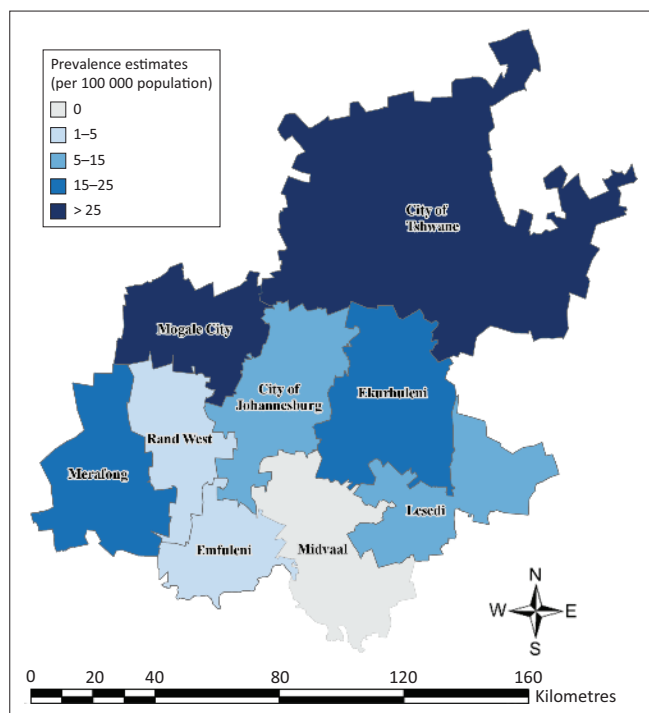 Prevalence estimates
(per 100 000 population)
0
1–5
5–15
15–25
> 25
City of
Tshwane
Mogale City
City of
Johannesburg
Ekurhuleni
Rand West
Merafong
Lesedi
Emfuleni
Midvaal
N
W E
S
0 20 40 80 120 160
Kilometres